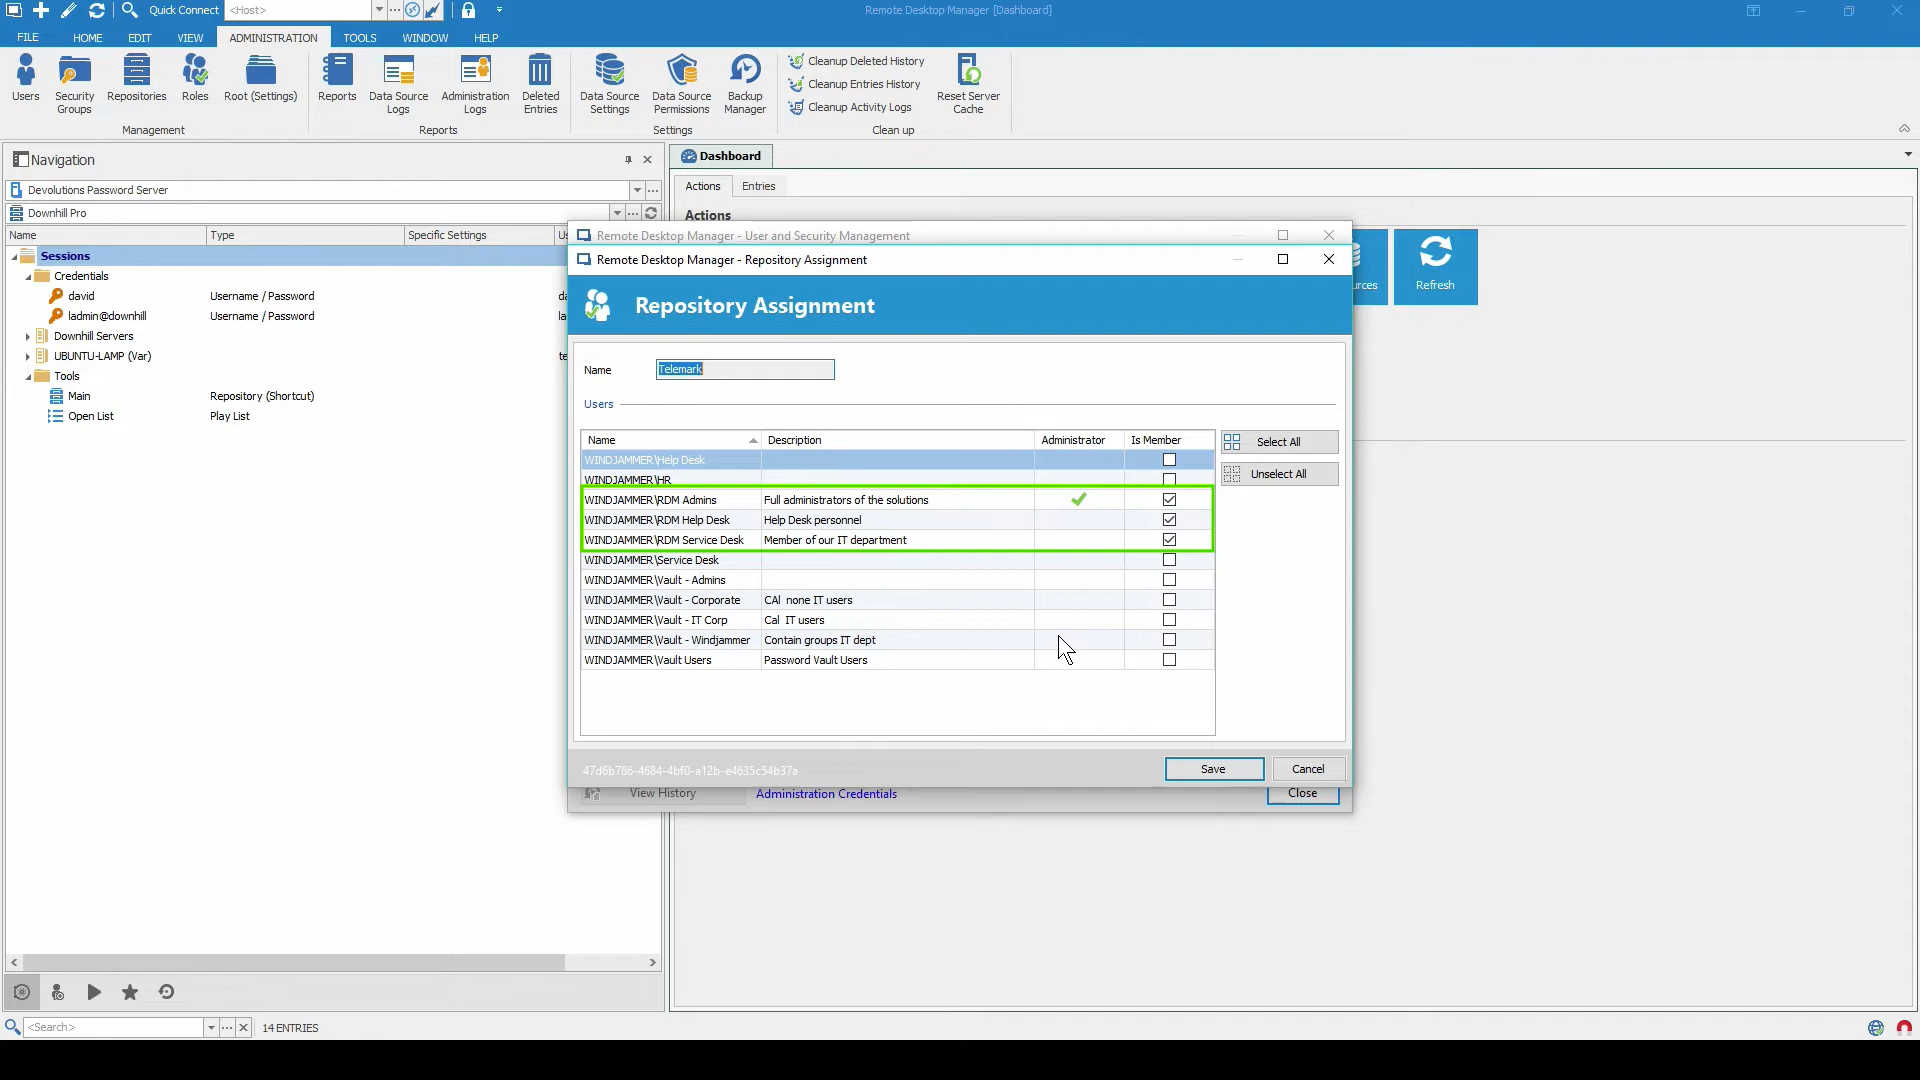 Quick Connect <Host> Remote Desktop Manager [Dashboard]
FILE HOME EDIT VIEW ADMINISTRATION TOOLS WINDOW HELP
Users Security Groups Repositories Roles Root (Settings) Reports Data Source Logs Administration Logs Deleted Entries Data Source Settings Data Source Permissions Backup Manager Cleanup Deleted History Reset Server Cache
Cleanup Entries History
Cleanup Activity Logs
Management Reports Settings Clean up
Navigation Dashboard
Devolutions Password Server Actions Entries
Downhill Pro Actions
Name Type Specific Settings Us
Sessions
Credentials
david Username / Password da
ladmin@downhill Username / Password la
Downhill Servers
UBUNTU-LAMP (Var) te
Tools
Main Repository (Shortcut)
Open List Play List
urces Refresh
Remote Desktop Manager - User and Security Management
Remote Desktop Manager - Repository Assignment
Repository Assignment
Name Telemark
Users
Name Description Administrator Is Member Select All
WINDJAMMER\Help Desk
WINDJAMMER\HR Unselect All
WINDJAMMER\RDM Admins Full administrators of the solutions
WINDJAMMER\RDM Help Desk Help Desk personnel
WINDJAMMER\RDM Service Desk Member of our IT department
WINDJAMMER\Service Desk
WINDJAMMER\Vault - Admins
WINDJAMMER\Vault - Corporate CAl none IT users
WINDJAMMER\Vault - IT Corp Cal IT users
WINDJAMMER\Vault - Windjammer Contain groups IT dept
WINDJAMMER\Vault Users Password Vault Users
47d6b786-4684-4bf0-a12b-e4635c54b37a Save Cancel
View History Administration Credentials Close
<Search> 14 ENTRIES